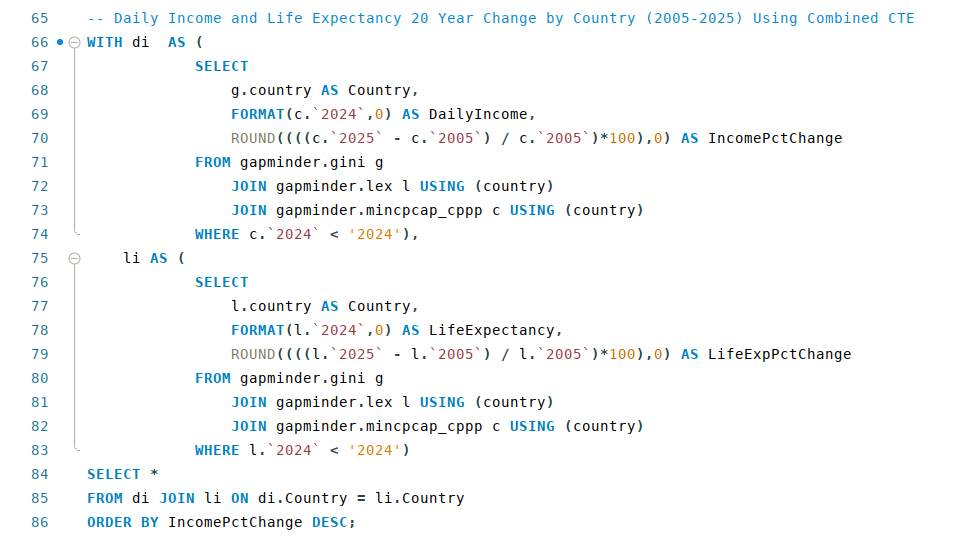 65 -- Daily Income and Life Expectancy 20 Year Change by Country (2005-2025) Using Combined CTE
66 WITH di  AS (
67             SELECT
68                 g.country AS Country,
69                 FORMAT(c.`2024`,0) AS DailyIncome,
70                 ROUND((((c.`2025` - c.`2005`) / c.`2005`)*100),0) AS IncomePctChange
71             FROM gapminder.gini g
72                 JOIN gapminder.lex l USING (country)
73                 JOIN gapminder.mincpcap_cppp c USING (country)
74             WHERE c.`2024` < '2024'),
75     li AS (
76             SELECT
77                 l.country AS Country,
78                 FORMAT(l.`2024`,0) AS LifeExpectancy,
79                 ROUND((((l.`2025` - l.`2005`) / l.`2005`)*100),0) AS LifeExpPctChange
80             FROM gapminder.gini g
81                 JOIN gapminder.lex l USING (country)
82                 JOIN gapminder.mincpcap_cppp c USING (country)
83             WHERE l.`2024` < '2024')
84 SELECT *
85 FROM di JOIN li ON di.Country = li.Country
86 ORDER BY IncomePctChange DESC;